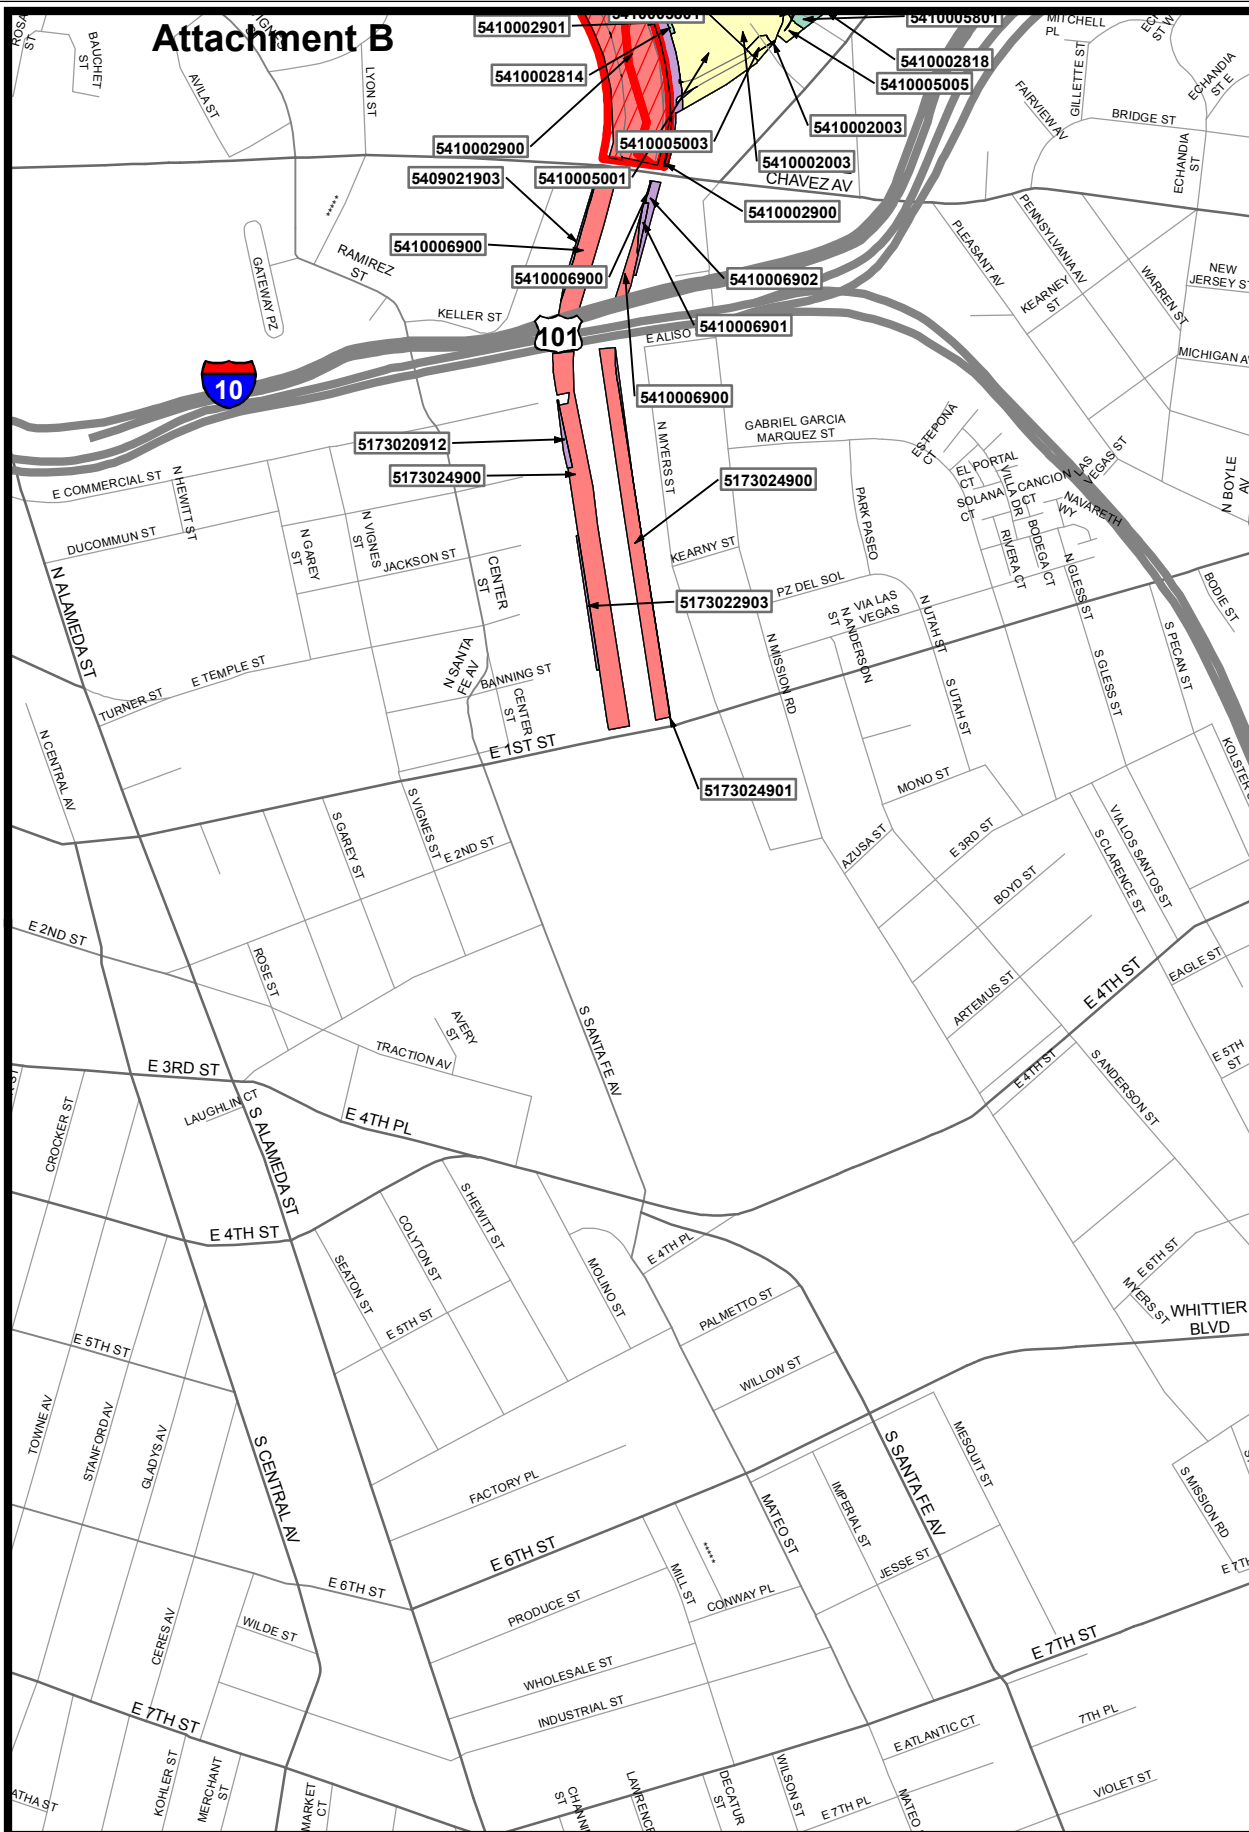 Attachment B
5410002901
5410005801
MITCHELL
PL
BAUCHET
ST
AVILA ST
LYON ST
5410002814
5410002818
5410005005
GILLETTE ST
ECHANDIA
ST E
FAIRVIEW AV
BRIDGE ST
5410002900
5410005003
5410002003
5410002003
ECHANDIA
ST
5409021903
5410005001
CHAVEZ AV
5410002900
*****
5410006900
RAMIREZ
ST
GATEWAY PZ
5410006900
5410006902
PLEASANT AV
PENNSYLVANIA AV
KEARNEY
ST
WARREN ST
NEW
JERSEY ST
KELLER ST
101
E ALISO
5410006901
MICHIGAN AV
10
5410006900
GABRIEL GARCIA
MARQUEZ ST
ESTEPONA
CT
5173020912
N MYERS ST
EL PORTAL
CT
LAS
VEGAS ST
5173024900
5173024900
E COMMERCIAL ST
N HEWITT ST
SOLANA
CT
VILLA DR
CANCION
CT
NAVARETH
WY
N BOYLE
AV
PARK PASEO
DUCOMMUN ST
N GAREY
ST
N VIGNES
ST
JACKSON ST
CENTER
ST
KEARNY ST
RIVERA CT
BODEGA CT
N GLESS ST
N ALAMEDA ST
PZ DEL SOL
BODIE ST
5173022903
VIA LAS
VEGAS
N ANDERSON
ST
N UTAH ST
E TEMPLE ST
N SANTA
FE AV
BANNING ST
N MISSION RD
S GLESS ST
S PECAN ST
TURNER ST
CENTER
ST
S UTAH ST
N CENTRAL AV
E 1ST ST
5173024901
MONO ST
KOLSTER
S GAREY ST
S VIGNES ST
E 2ND ST
AZUSA ST
E 3RD ST
VIA LOS SANTOS ST
S CLARENCE ST
BOYD ST
E 2ND ST
ROSE ST
EAGLE ST
E 4TH ST
ARTEMUS ST
AVERY
ST
S SANTA FE AV
TRACTION AV
E 3RD ST
E 4TH ST
E 5TH
ST
S ANDERSON ST
LAUGHLIN CT
CROCKER ST
S ALAMEDA ST
E 4TH PL
S HEWITT ST
E 4TH ST
COLYTON ST
SEATON ST
E 4TH PL
MOLINO ST
E 6TH ST
MYERS ST
PALMETTO ST
WHITTIER
BLVD
E 5TH ST
E 5TH ST
WILLOW ST
TOWNE AV
STANFORD AV
GLADYS AV
S CENTRAL AV
FACTORY PL
S SANTA FE AV
MESQUIT ST
MATEO ST
IMPERIAL ST
S MISSION RD
E 6TH ST
*****
JESSE ST
E 7TH
E 6TH ST
MILL ST
CONWAY PL
PRODUCE ST
CERES AV
WILDE ST
E 7TH ST
WHOLESALE ST
INDUSTRIAL ST
E 7TH ST
7TH PL
E ATLANTIC CT
KOHLER ST
MERCHANT
ST
MARKET
CT
LAWRENCE
DECATUR
ST
WILSON ST
E 7TH PL
MATEO
VIOLET ST